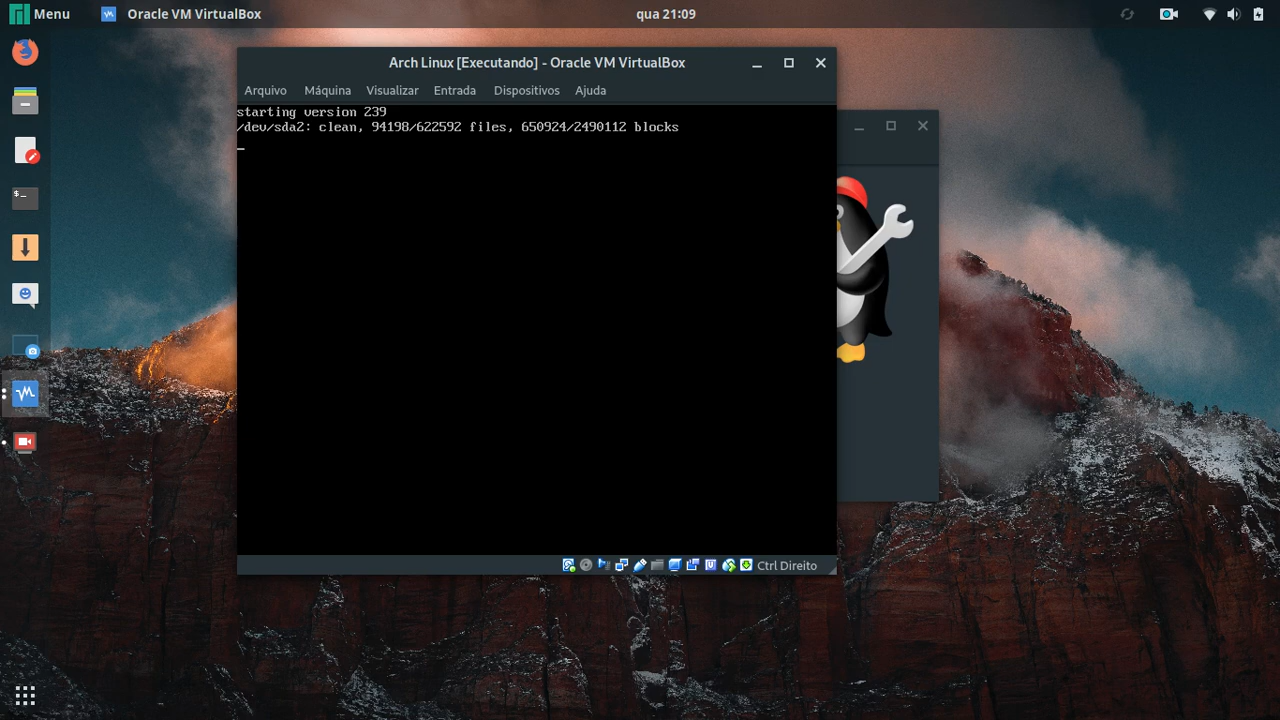 Menu
Oracle VM VirtualBox
qua 21:09
Arch Linux [Executando] - Oracle VM VirtualBox
Arquivo Máquina Visualizar Entrada Dispositivos Ajuda
starting version 239
/dev/sda2: clean, 94198/622592 files, 650924/2490112 blocks
_
$_
Ctrl Direito